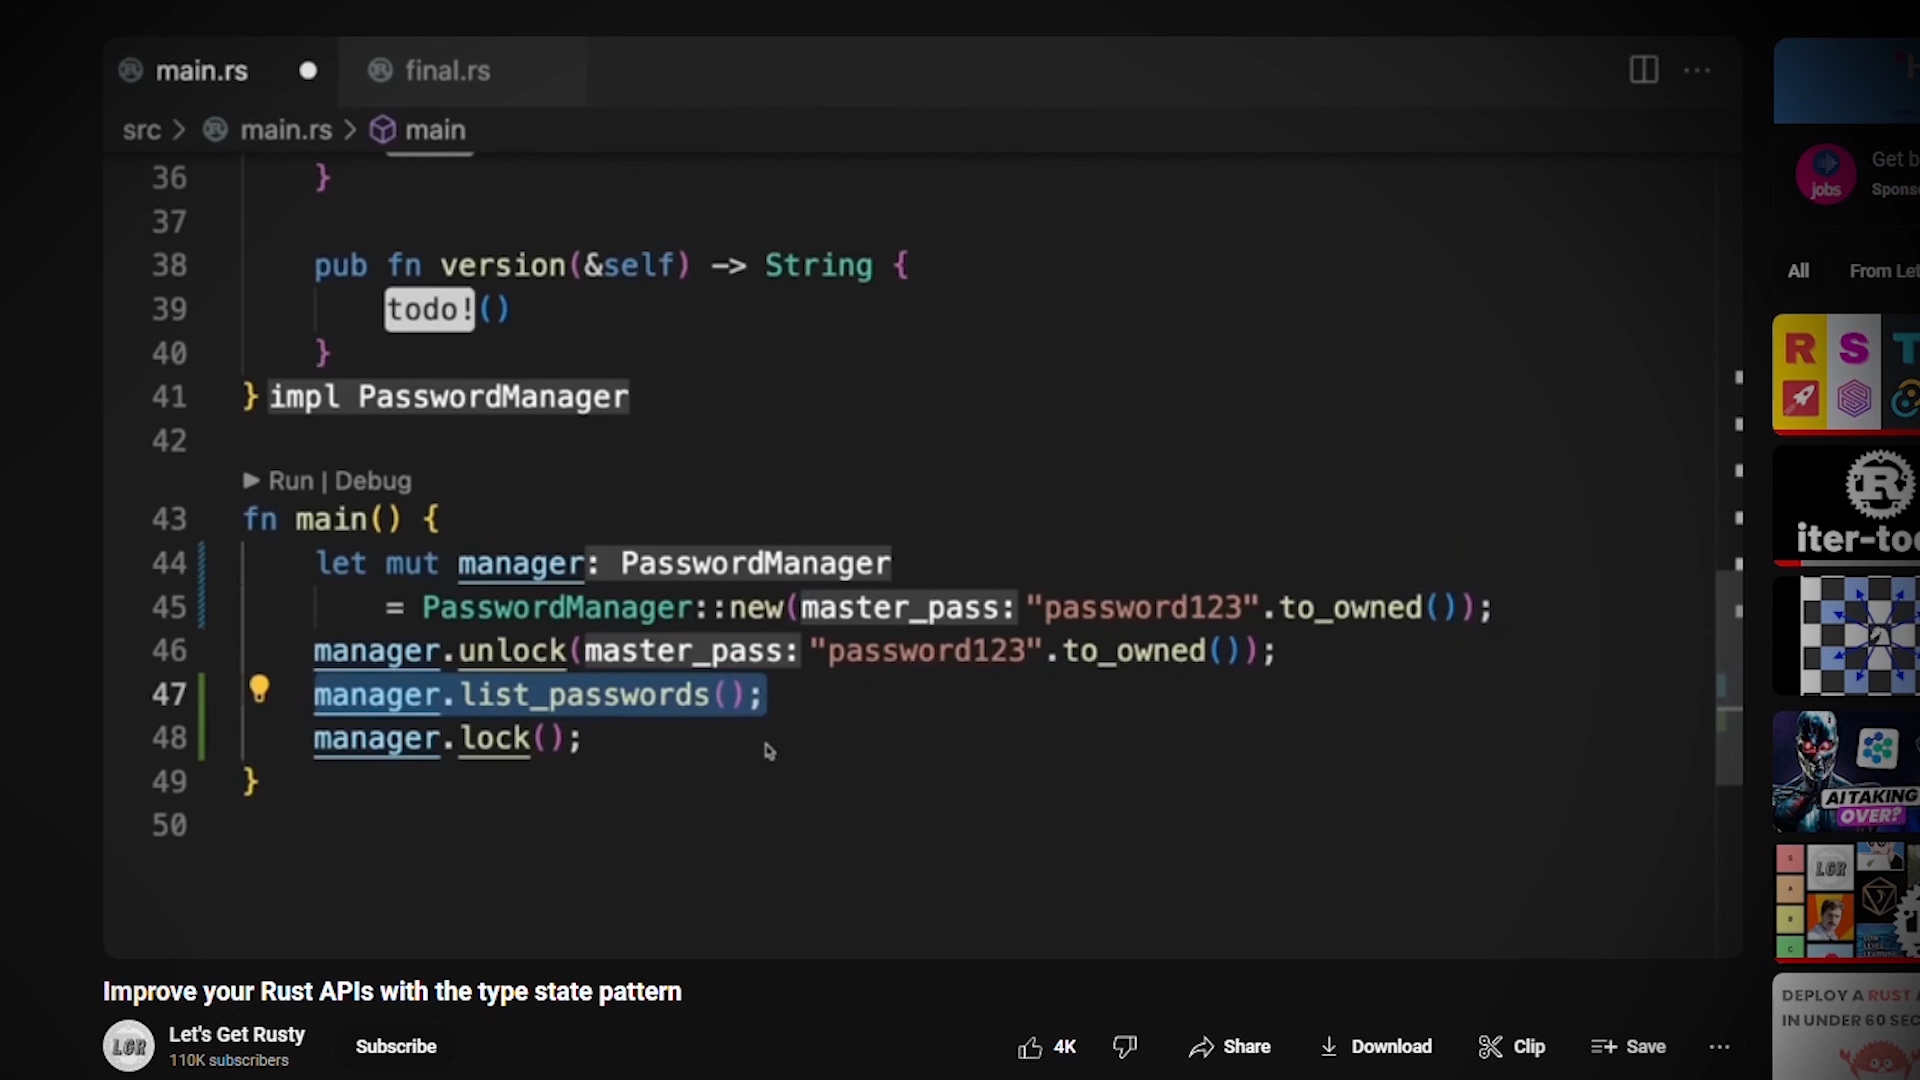 main.rs
final.rs
src > main.rs > main
36 }
37
38 pub fn version(&self) -> String {
39 todo!()
40 }
41 } impl PasswordManager
42
Run | Debug
43 fn main() {
44 let mut manager: PasswordManager
45 = PasswordManager::new(master_pass: "password123".to_owned());
46 manager.unlock(master_pass: "password123".to_owned());
47 manager.list_passwords();
48 manager.lock();
49 }
50
Improve your Rust APIs with the type state pattern
LGR
Let's Get Rusty
110K subscribers
Subscribe
4K
Share
Download
Clip
Save
jobs
Get b
Spons
All
From Let
R S T
R
iter-too
AI TAKING
OVER?
S
A
B
C
LGR
DEPLOY A RUST A
IN UNDER 60 SEC